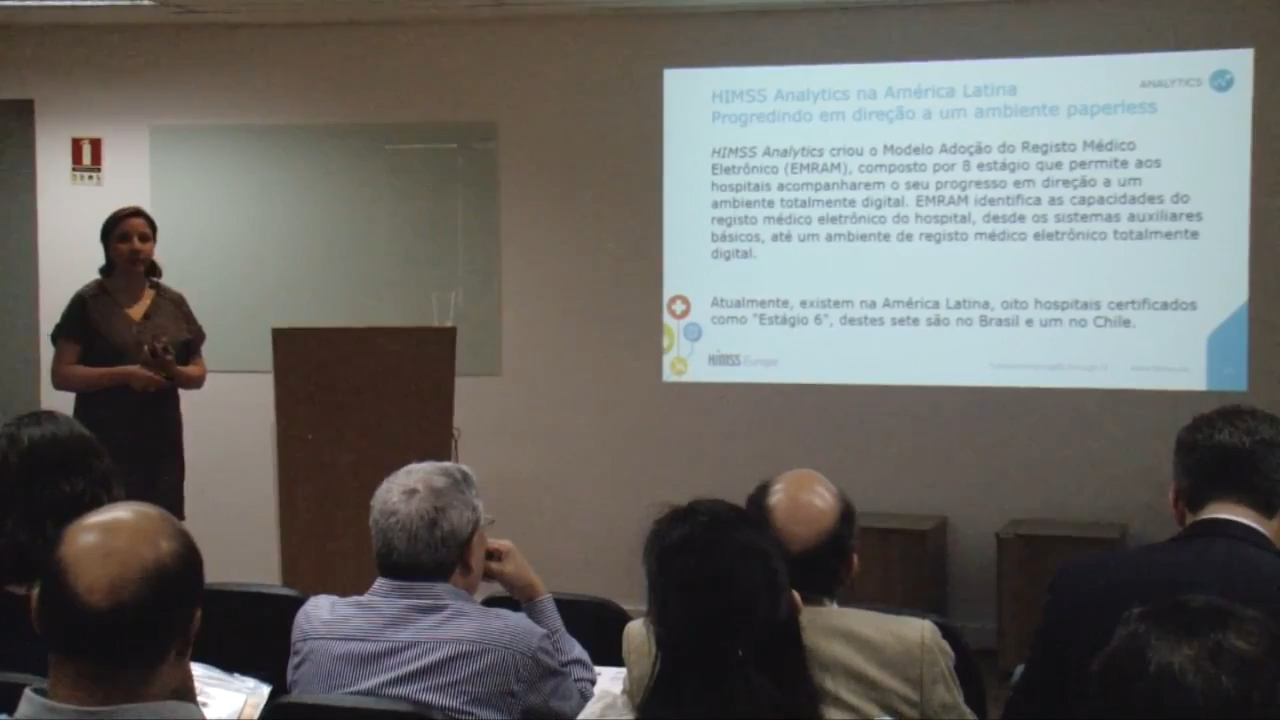 ANALYTICS
HIMSS Analytics na América Latina
Progredindo em direção a um ambiente paperless
HIMSS Analytics criou o Modelo Adoção do Registo Médico
Eletrônico (EMRAM), composto por 8 estágio que permite aos
hospitais acompanharem o seu progresso em direção a um
ambiente totalmente digital. EMRAM identifica as capacidades do
registo médico eletrônico do hospital, desde os sistemas auxiliares
básicos, até um ambiente de registo médico eletrônico totalmente
digital.
Atualmente, existem na América Latina, oito hospitais certificados
como "Estágio 6", destes sete são no Brasil e um no Chile.
HIMSS Europe